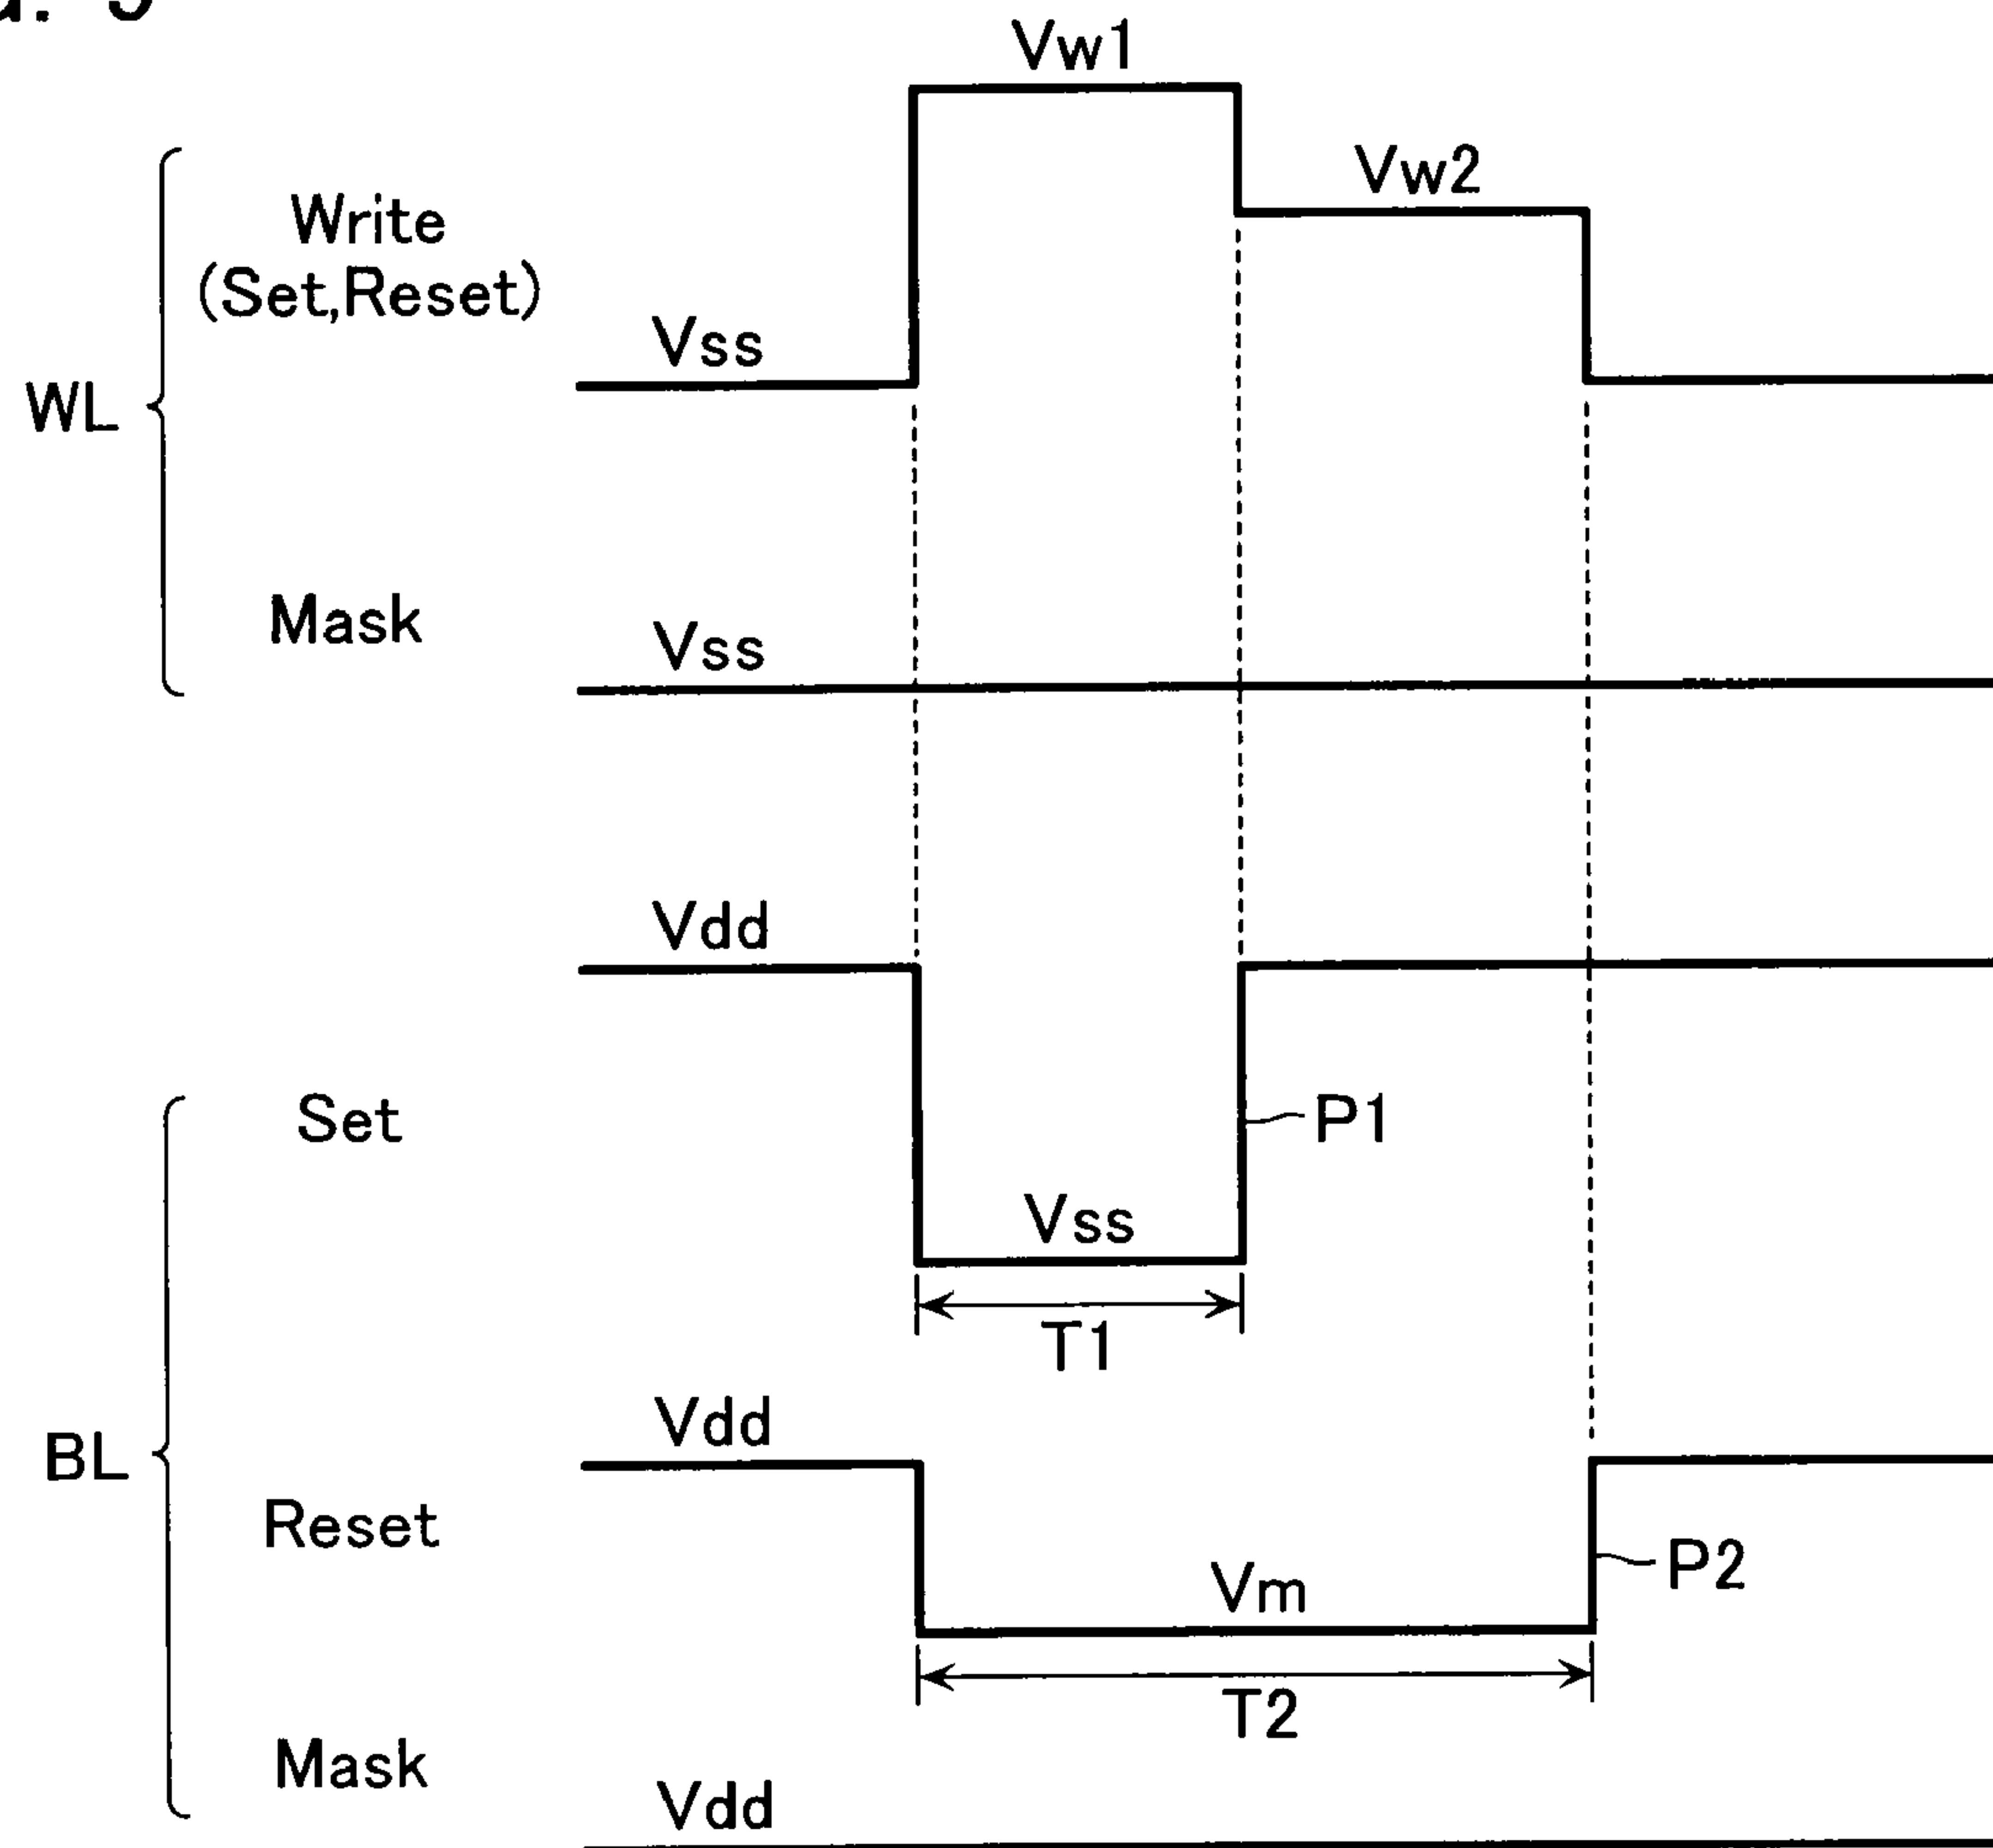 Vw1
Vw2
Write
(Set,Reset)
Vss
WL
Mask
Vss
Vdd
Set
P1
Vss
T1
Vdd
BL
Reset
Vm
P2
T2
Mask
Vdd